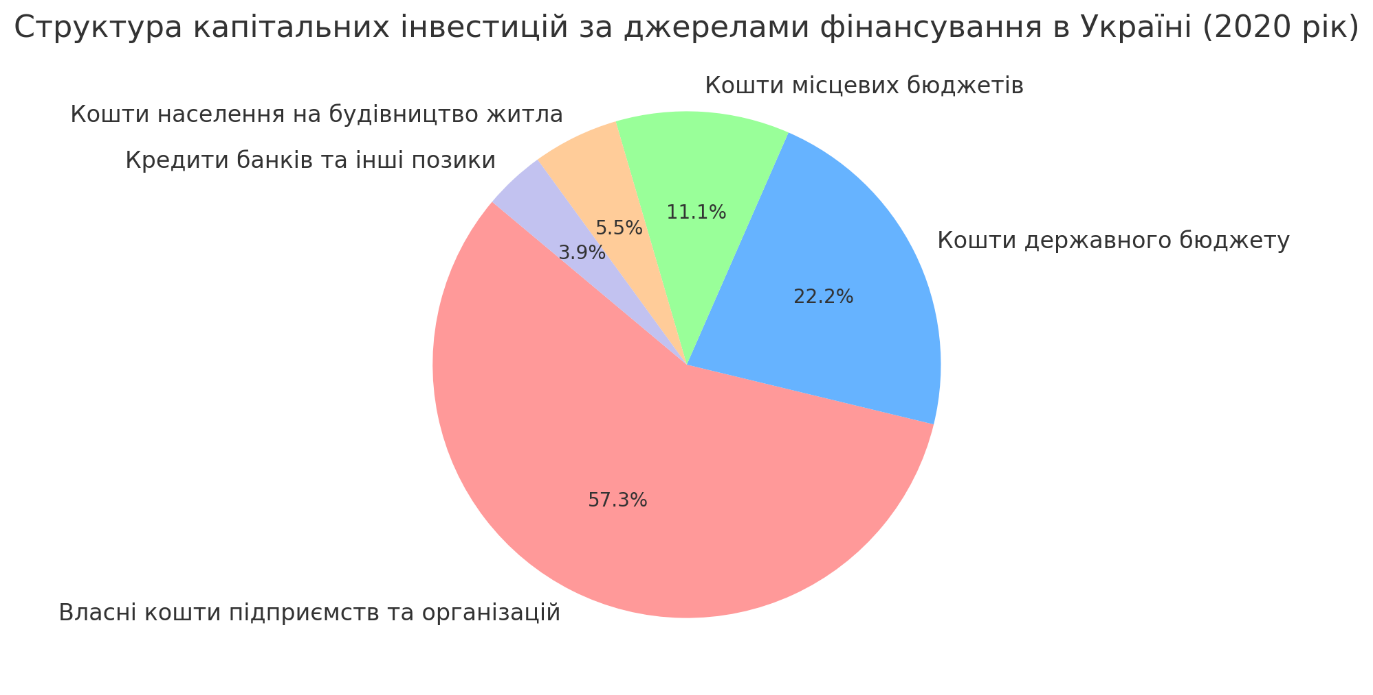 Структура капітальних інвестицій за джерелами фінансування в Україні (2020 рік)
Кошти місцевих бюджетів
Кошти населення на будівництво житла
Кредити банків та інші позики
11.1%
5.5%
Кошти державного бюджету
3.9%
22.2%
57.3%
Власні кошти підприємств та організацій